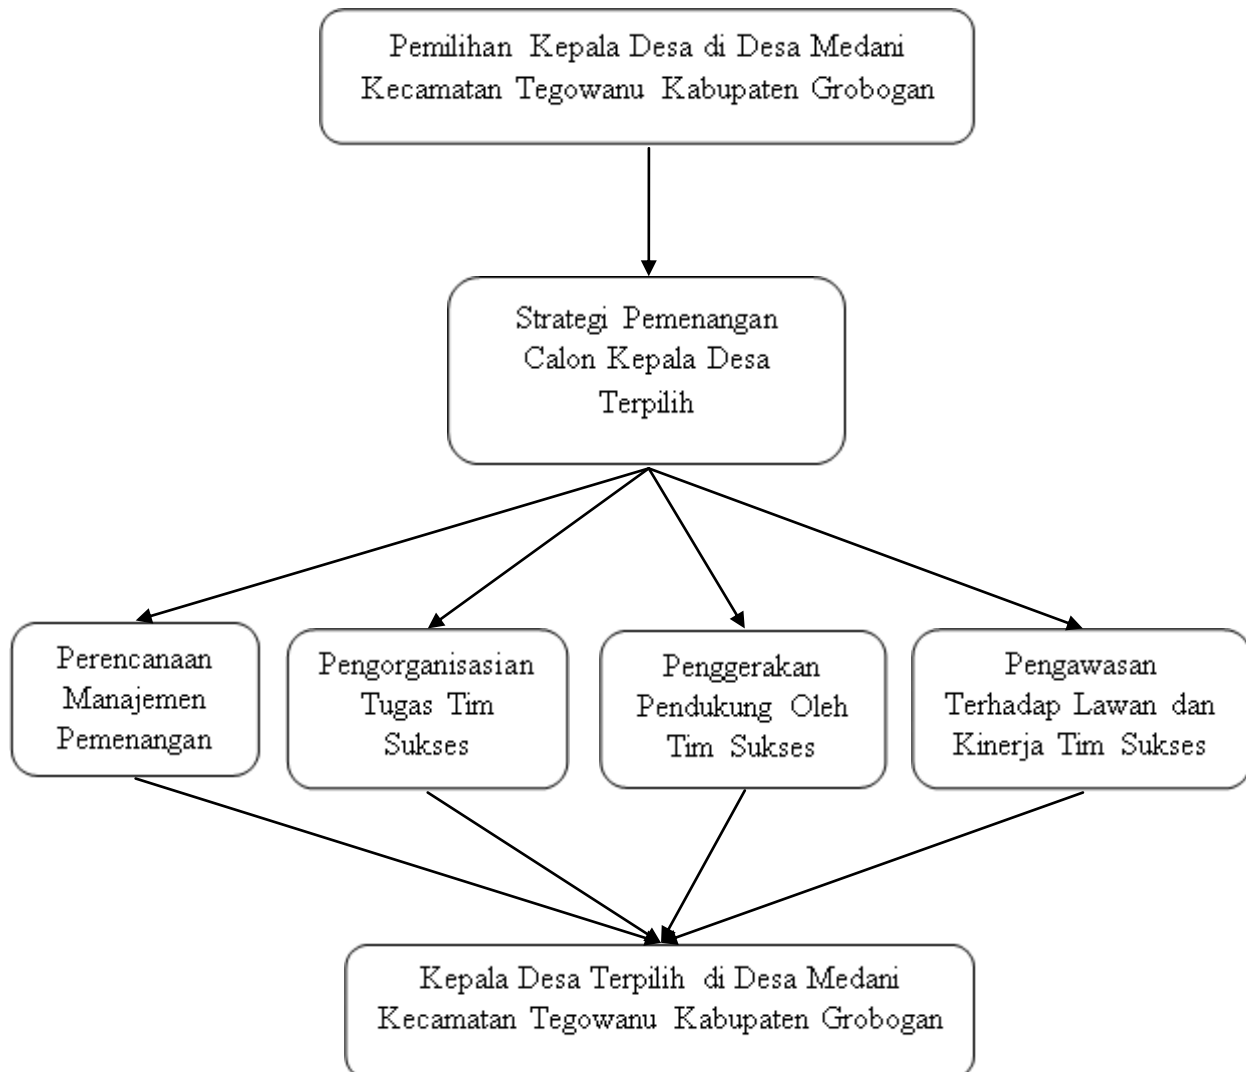 Pemilihan Kepala Desa di Desa Medani
Kecamatan Tegowanu Kabupaten Grobogan
Strategi Pemenangan
Calon Kepala Desa
Terpilih
Perencanaan
Manajemen
Pemenangan
Pengorganisasian
Tugas Tim
Sukses
Penggerakan
Pendukung Oleh
Tim Sukses
Pengawasan
Terhadap Lawan dan
Kinerja Tim Sukses
Kepala Desa Terpilih di Desa Medani
Kecamatan Tegowanu Kabupaten Grobogan